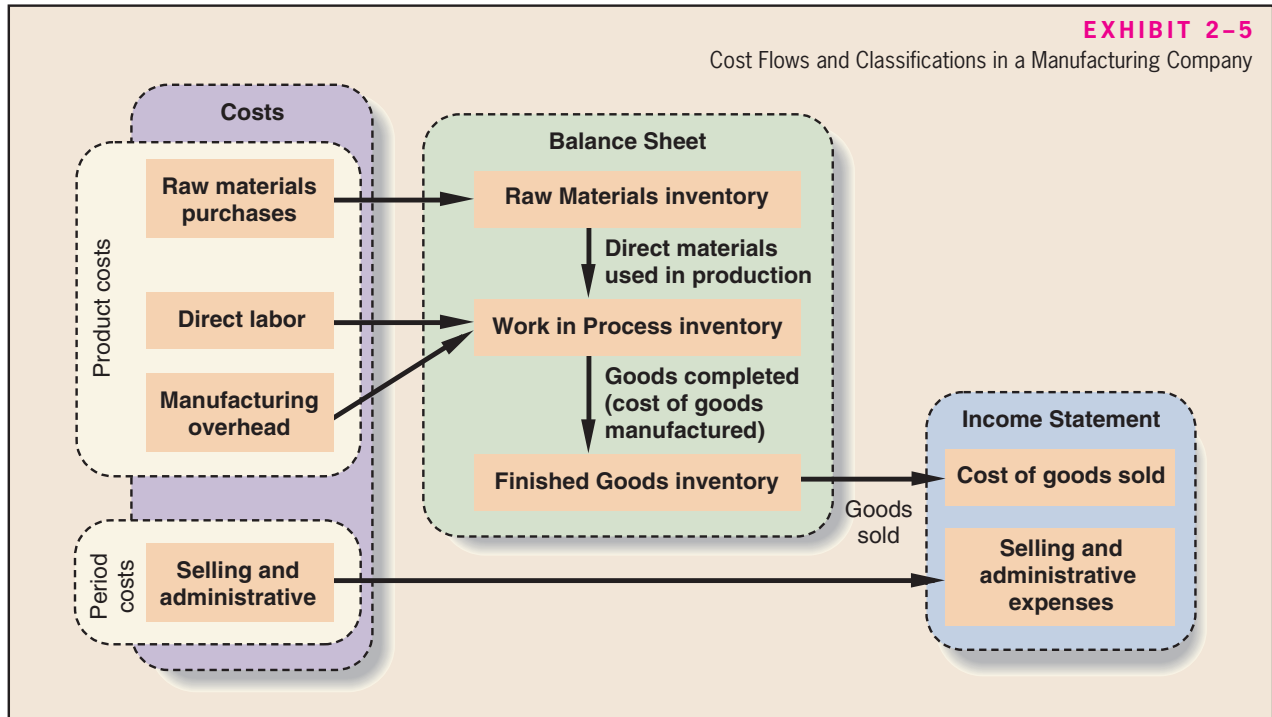 EXHIBIT 2–5
Cost Flows and Classifications in a Manufacturing Company
Costs
Product costs
Raw materials
purchases
Direct labor
Manufacturing
overhead
Period
costs
Selling and
administrative
Balance Sheet
Raw Materials inventory
Direct materials
used in production
Work in Process inventory
Goods completed
(cost of goods
manufactured)
Finished Goods inventory
Goods
sold
Income Statement
Cost of goods sold
Selling and
administrative
expenses